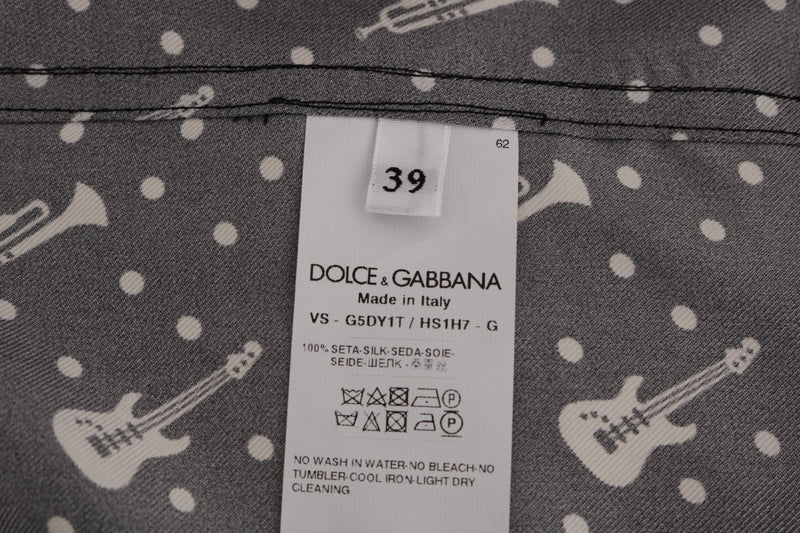 62
39
DOLCE & GABBANA
Made in Italy
VS - G5DY1T / HS1H7 - G
100% SETA-SILK-SEDA-SOIE-
SEIDE-ШЕЛК -
P
P
NO WASH IN WATER-NO BLEACH-NO
TUMBLER-COOL IRON-LIGHT DRY
CLEANING